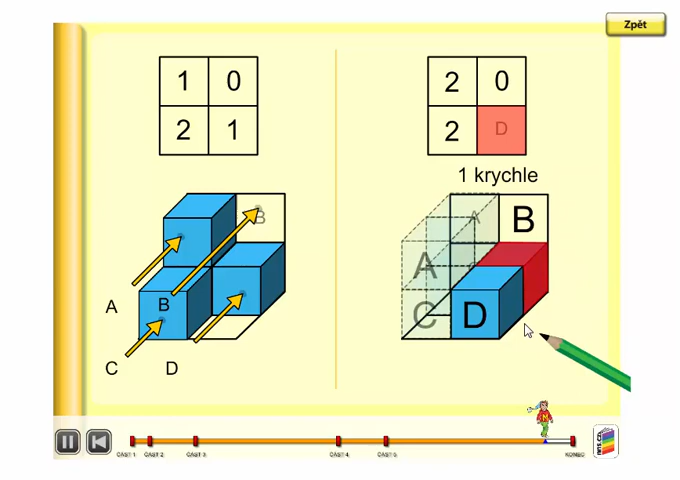 Zpět
1 0
2 1
2 0
2 D
1 krychle
B
A B
A
B
A
C
D
C D
ČÁST 1 ČÁST 2 ČÁST 3 ČÁST 4 ČÁST 5 KONEC